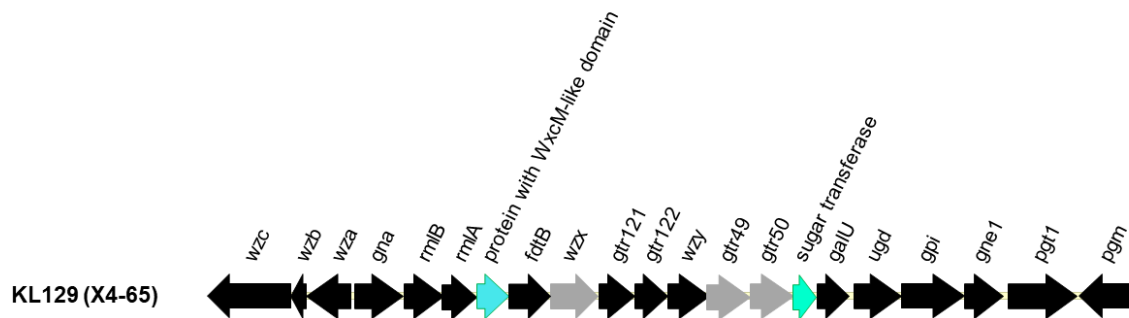 wzc
wzb
wza
gna
rmlB
rmlA
protein with WxcM-like domain
fdtB
wzx
gtr121
gtr122
wzy
gtr49
gtr50
sugar transferase
galU
ugd
gpi
gne1
pgt1
pgm
KL129 (X4-65)